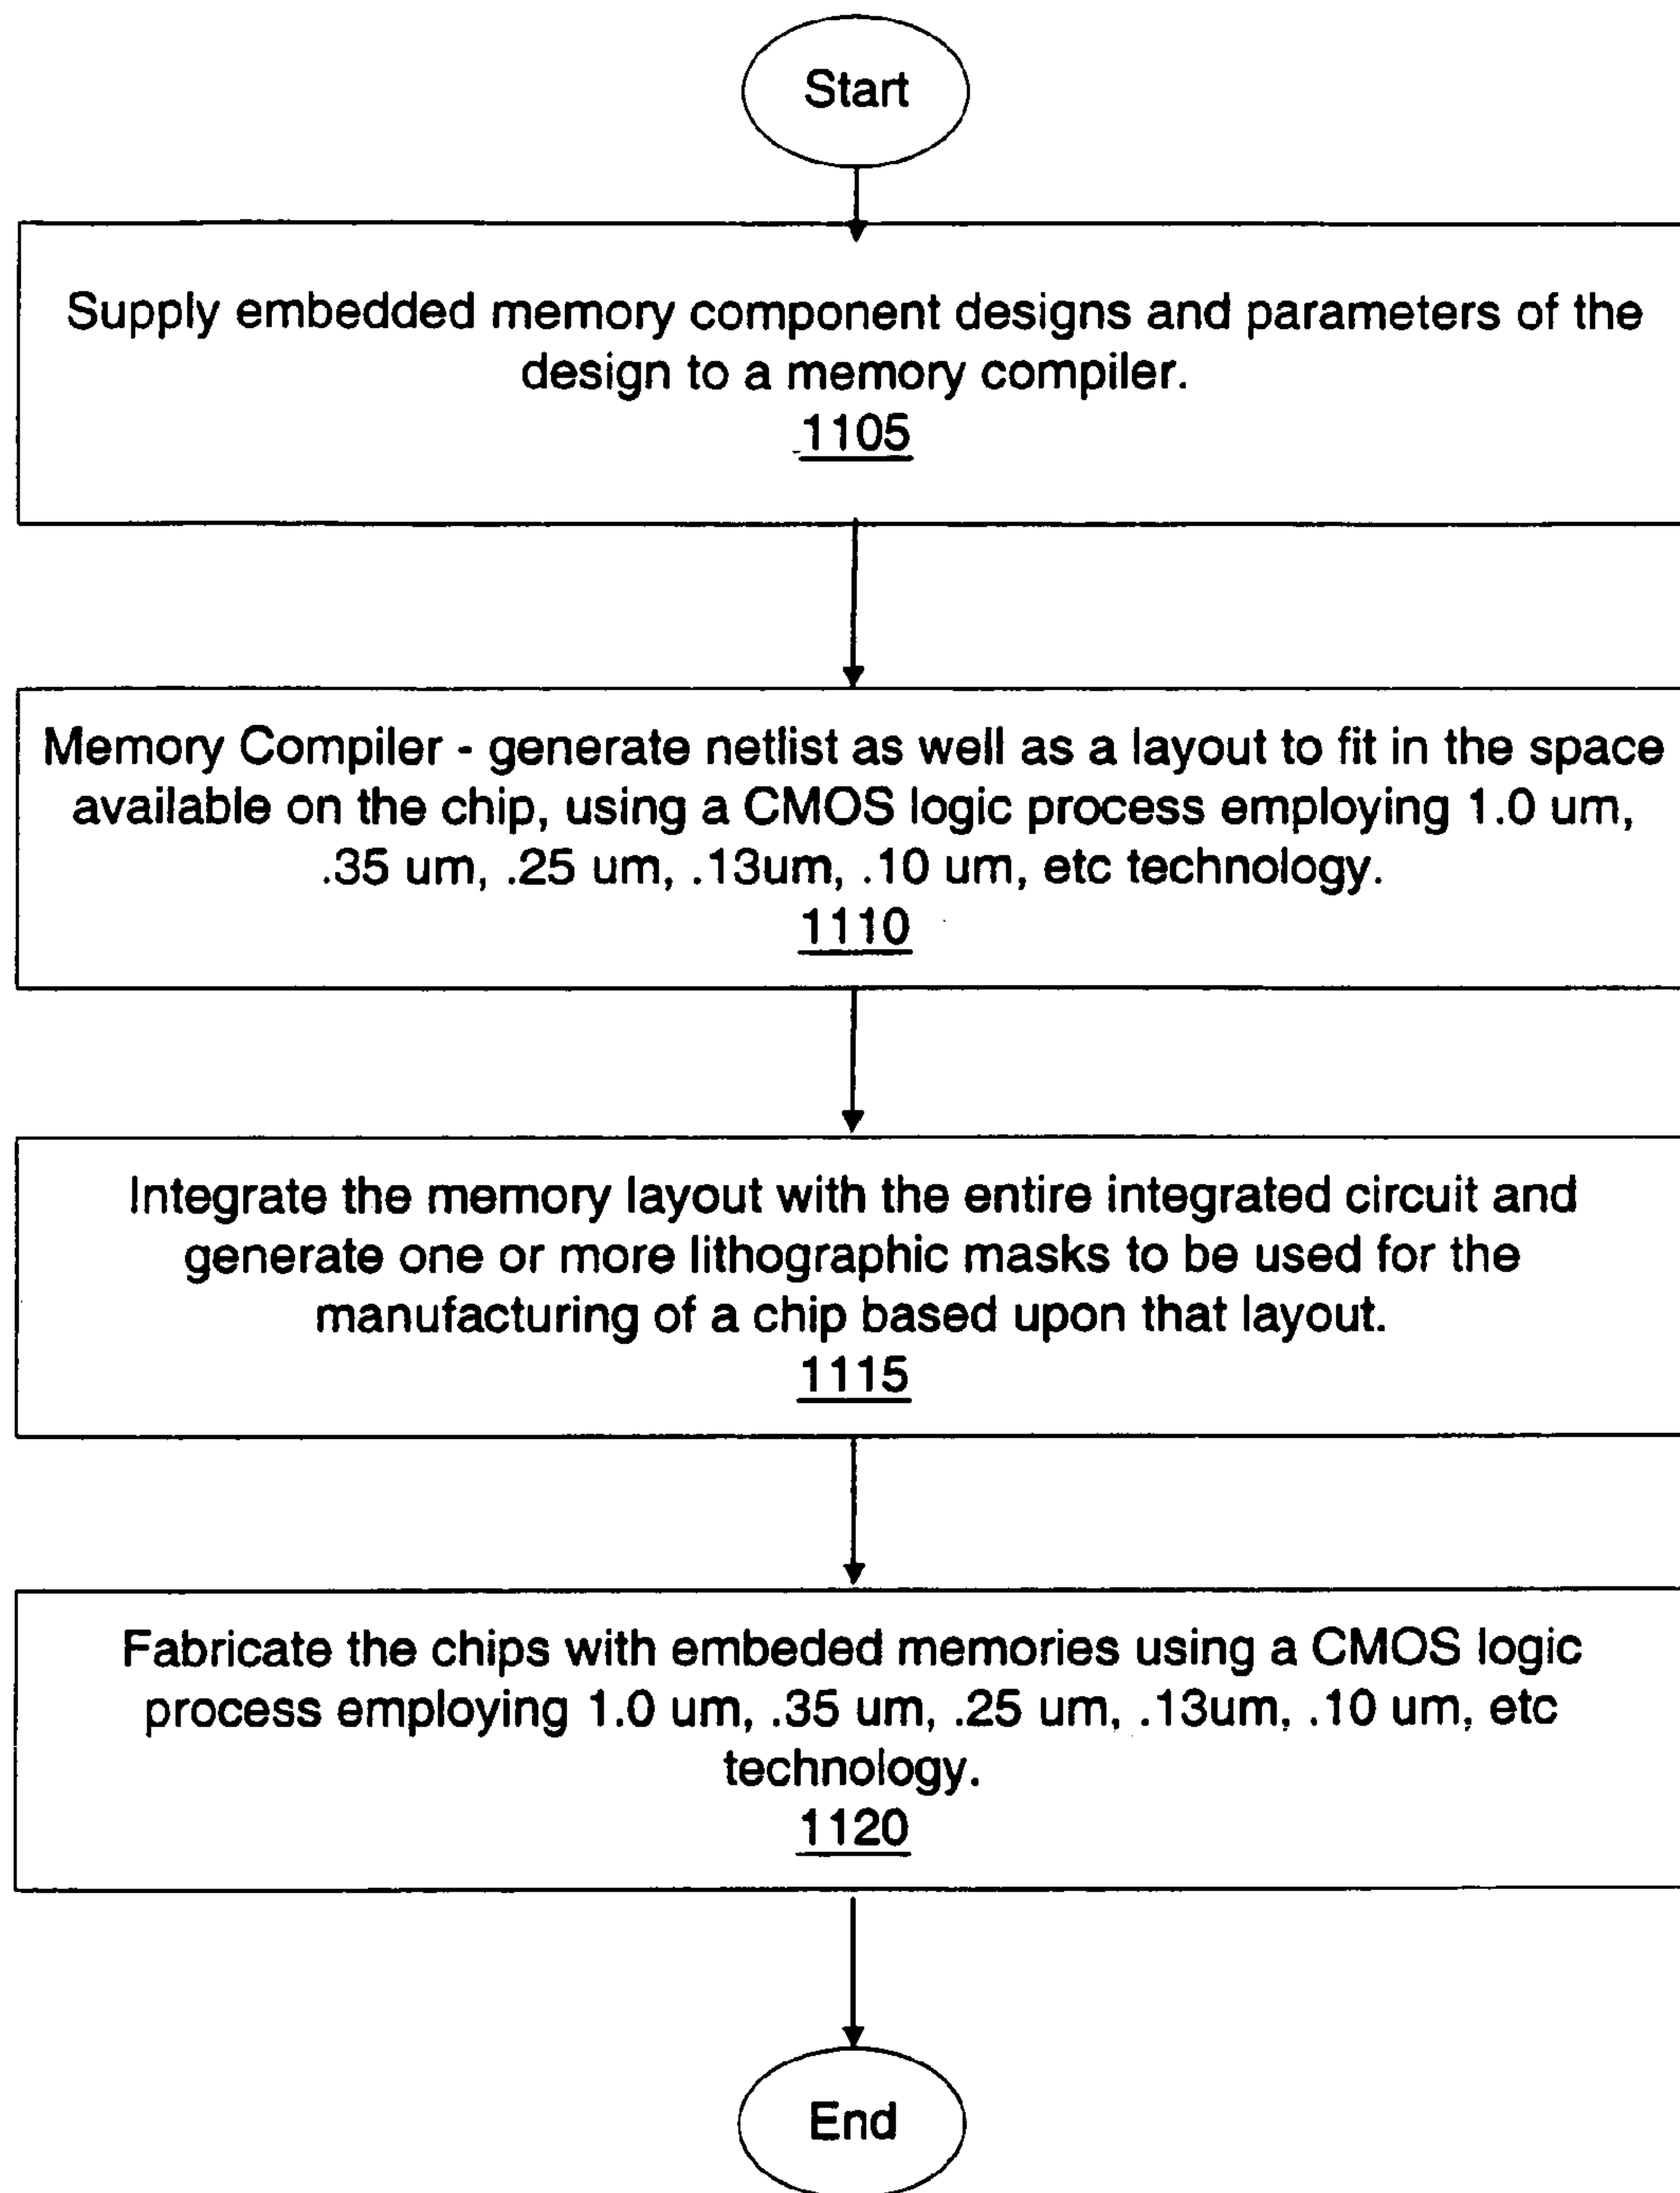 Start
Supply embedded memory component designs and parameters of the
design to a memory compiler.
1105
Memory Compiler - generate netlist as well as a layout to fit in the space
available on the chip, using a CMOS logic process employing 1.0 um,
.35 um, .25 um, .13um, .10 um, etc technology.
1110
Integrate the memory layout with the entire integrated circuit and
generate one or more lithographic masks to be used for the
manufacturing of a chip based upon that layout.
1115
Fabricate the chips with embeded memories using a CMOS logic
process employing 1.0 um, .35 um, .25 um, .13um, .10 um, etc
technology.
1120
End